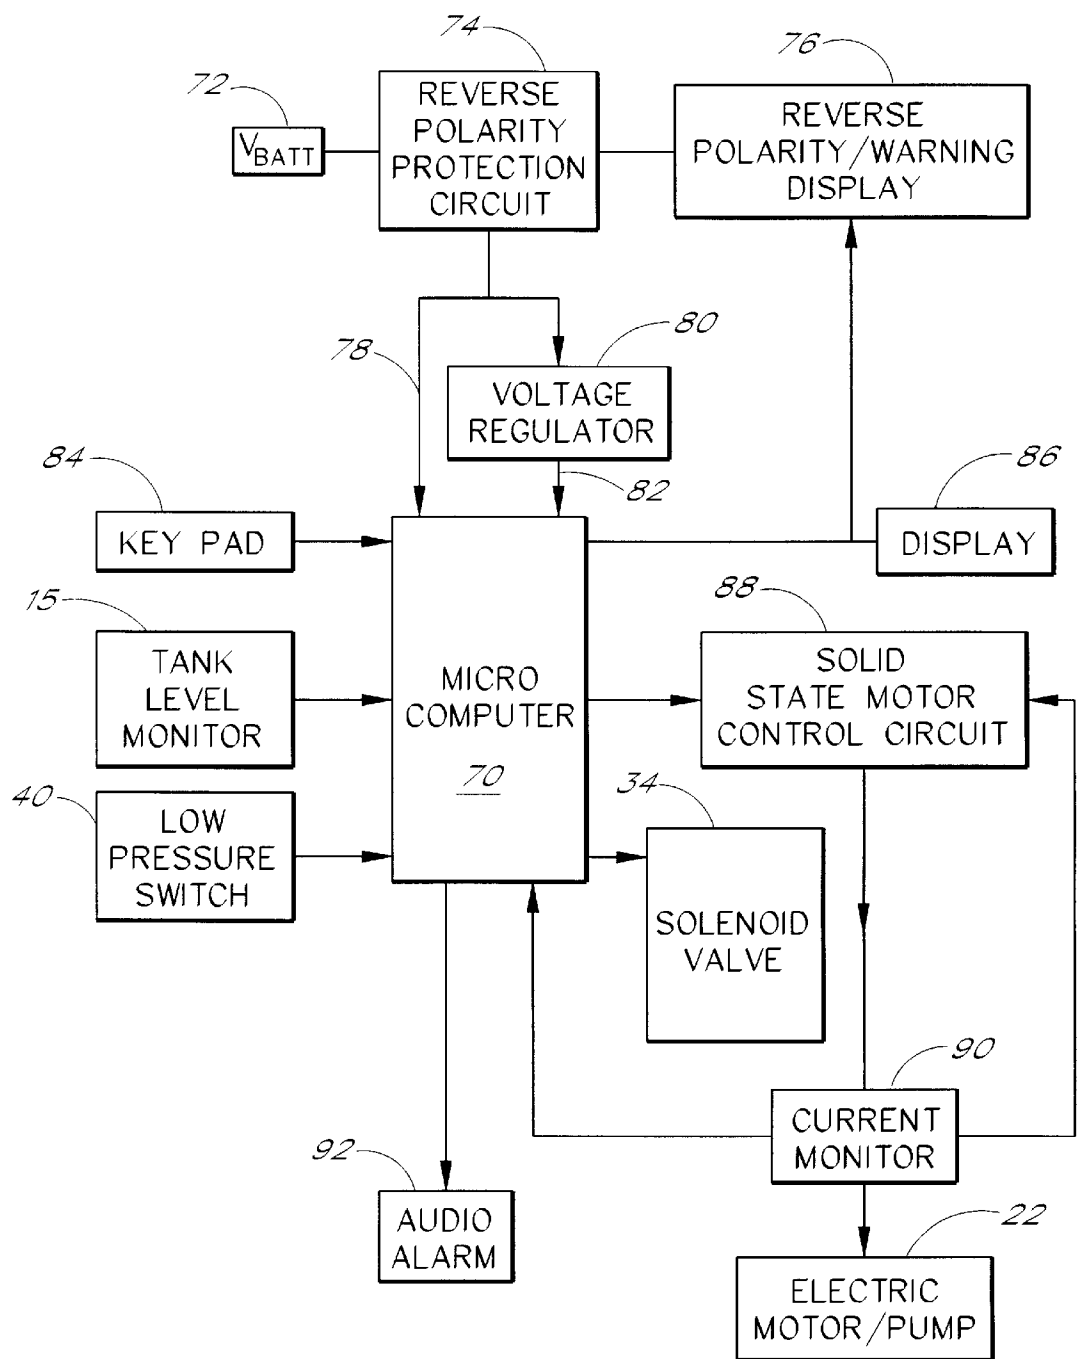 74
76
72
V BATT
REVERSE
POLARITY
PROTECTION
CIRCUIT
REVERSE
POLARITY/WARNING
DISPLAY
78
80
VOLTAGE
REGULATOR
82
84
KEY PAD
86
DISPLAY
15
TANK
LEVEL
MONITOR
MICRO
COMPUTER
70
88
SOLID
STATE MOTOR
CONTROL CIRCUIT
40
LOW
PRESSURE
SWITCH
34
SOLENOID
VALVE
90
CURRENT
MONITOR
92
AUDIO
ALARM
22
ELECTRIC
MOTOR/PUMP